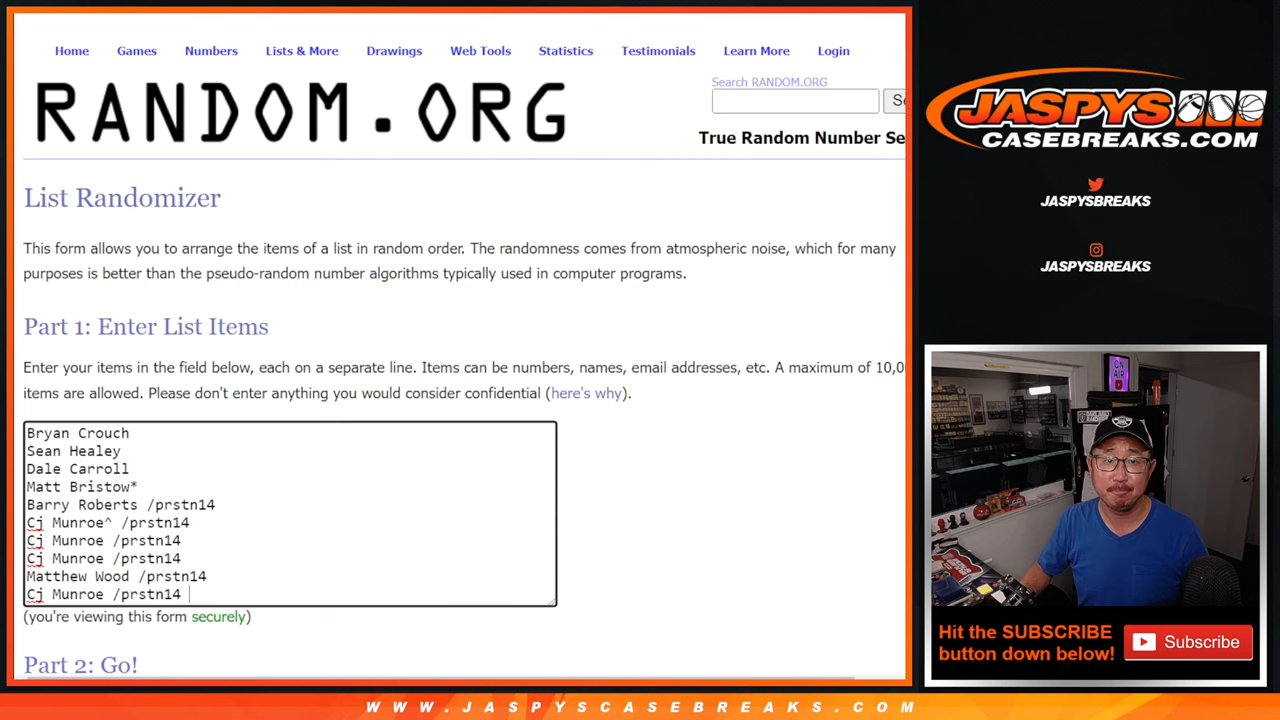 Home Games Numbers Lists & More Drawings Web Tools Statistics Testimonials Learn More Login
RANDOM.ORG
Search RANDOM.ORG
True Random Number Se
List Randomizer
This form allows you to arrange the items of a list in random order. The randomness comes from atmospheric noise, which for many
purposes is better than the pseudo-random number algorithms typically used in computer programs.
Part 1: Enter List Items
Enter your items in the field below, each on a separate line. Items can be numbers, names, email addresses, etc. A maximum of 10,0
items are allowed. Please don't enter anything you would consider confidential (here's why).
Bryan Crouch
Sean Healey
Dale Carroll
Matt Bristow*
Barry Roberts /prstn14
Cj Munroe^ /prstn14
Cj Munroe /prstn14
Cj Munroe /prstn14
Matthew Wood /prstn14
Cj Munroe /prstn14
(you're viewing this form securely)
Part 2: Go!
JASPYS
CASEBREAKS.COM
JASPYSBREAKS
JASPYSBREAKS
ON
AIR
Hit the SUBSCRIBE
button down below!
Subscribe
WWW.JASPYSCASEBREAKS.COM